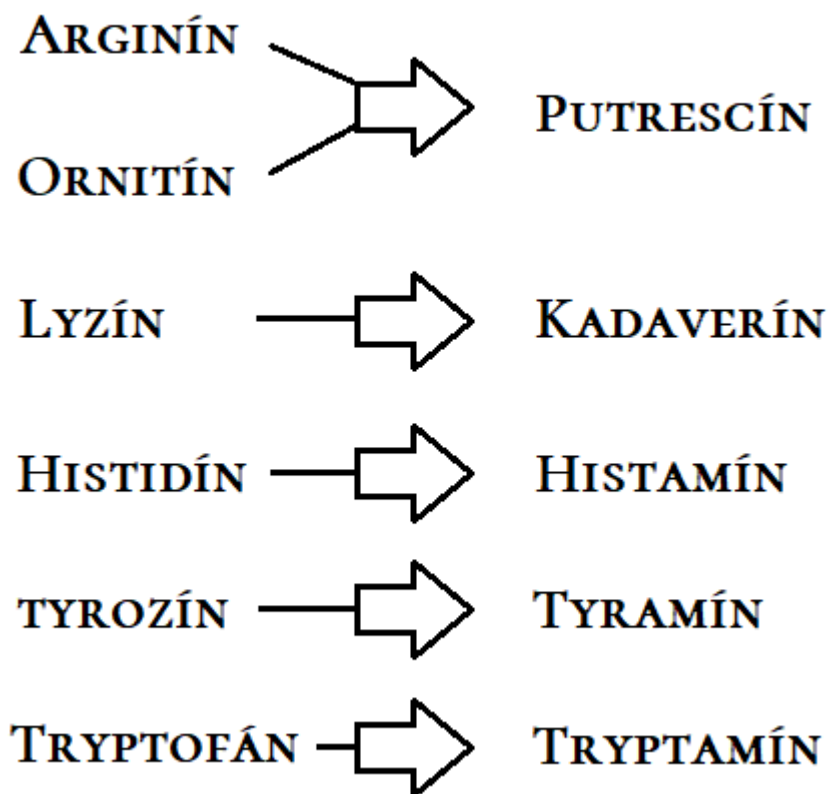 Arginín
Putrescín
Ornitín
Lyzín Kadaverín
Histidín Histamín
tyrozín Tyramín
Tryptofán Tryptamín